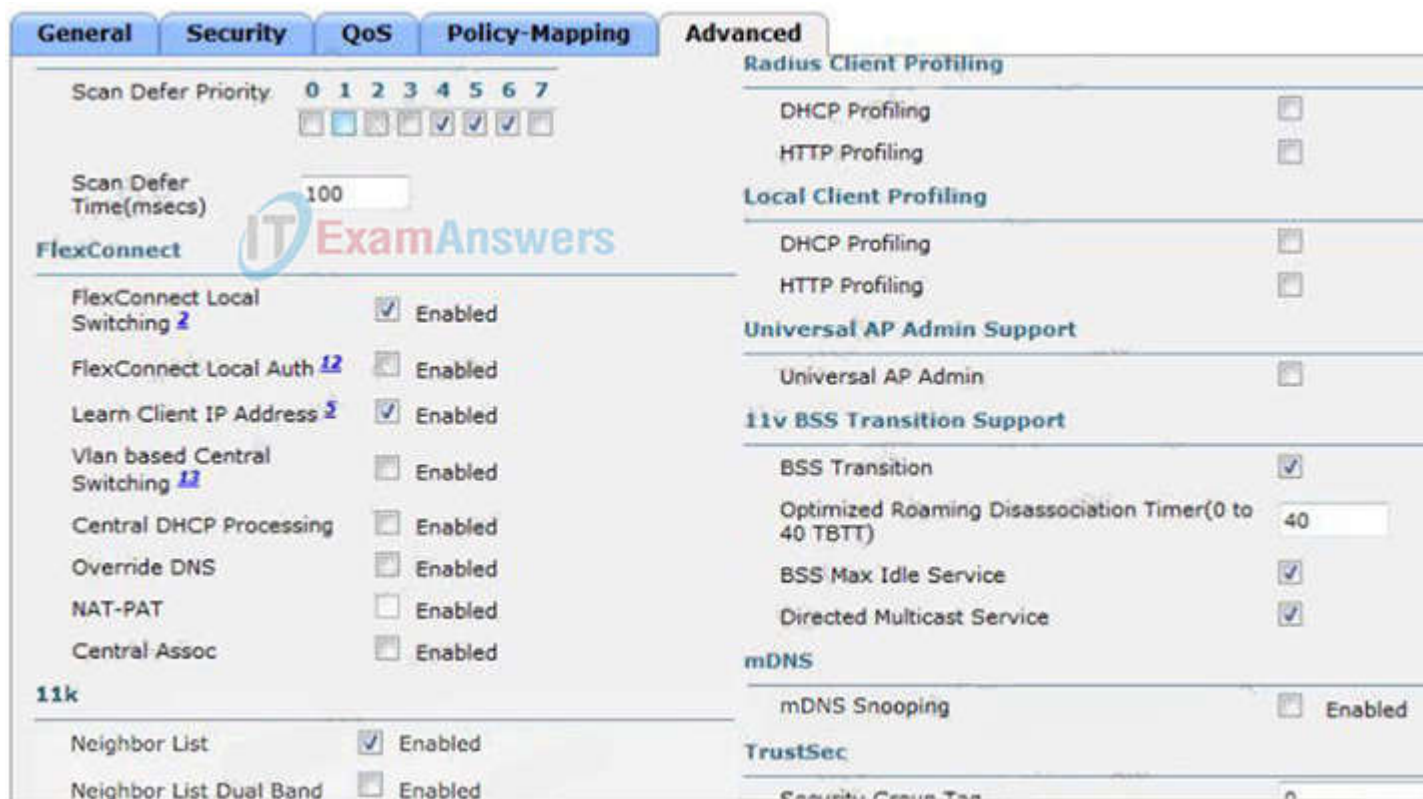 General Security QoS Policy-Mapping Advanced
Scan Defer Priority 0 1 2 3 4 5 6 7
Scan Defer
Time(msecs) 100
ITExamAnswers
FlexConnect
FlexConnect Local
Switching 2 Enabled
FlexConnect Local Auth 12 Enabled
Learn Client IP Address 5 Enabled
Vlan based Central
Switching 13 Enabled
Central DHCP Processing Enabled
Override DNS Enabled
NAT-PAT Enabled
Central Assoc Enabled
11k
Neighbor List Enabled
Neighbor List Dual Band Enabled
Radius Client Profiling
DHCP Profiling
HTTP Profiling
Local Client Profiling
DHCP Profiling
HTTP Profiling
Universal AP Admin Support
Universal AP Admin
11v BSS Transition Support
BSS Transition
Optimized Roaming Disassociation Timer(0 to
40 TBTT) 40
BSS Max Idle Service
Directed Multicast Service
mDNS
mDNS Snooping Enabled
TrustSec
Security Group Tag 0